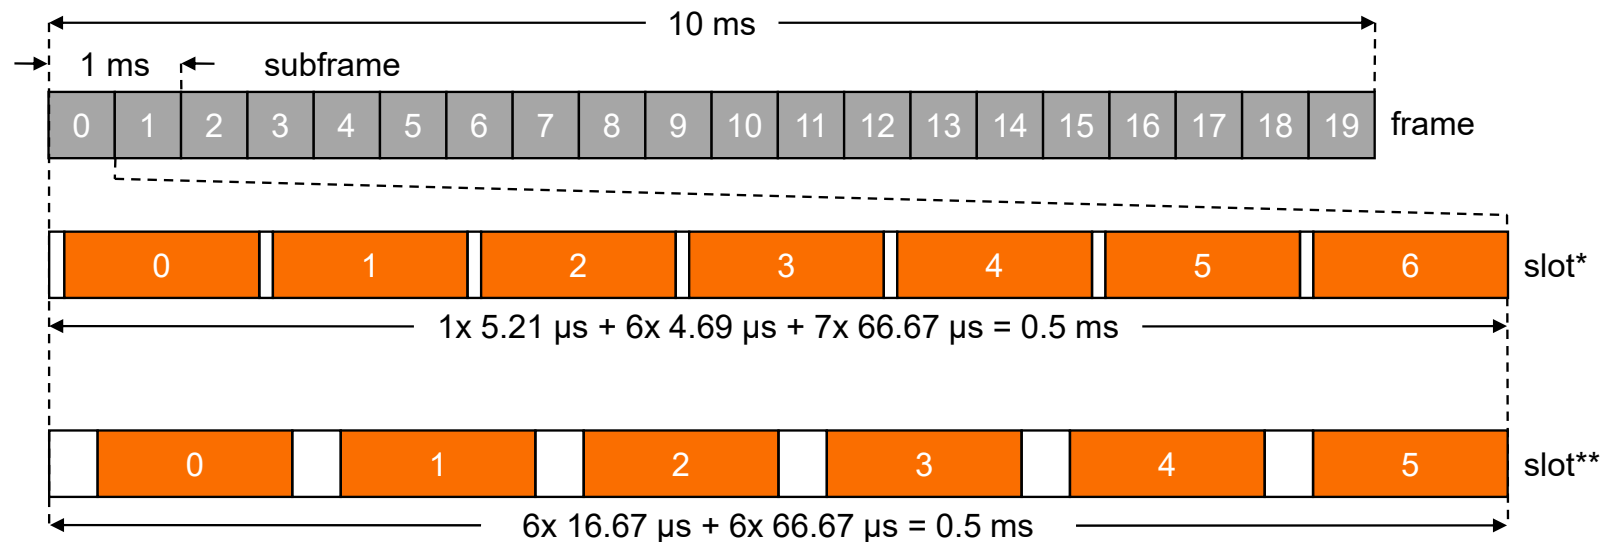 10 ms
1 ms subframe
0 1 2 3 4 5 6 7 8 9 10 11 12 13 14 15 16 17 18 19 frame
0 1 2 3 4 5 6 slot*
1x 5.21 µs + 6x 4.69 µs + 7x 66.67 µs = 0.5 ms
0 1 2 3 4 5 slot**
6x 16.67 µs + 6x 66.67 µs = 0.5 ms